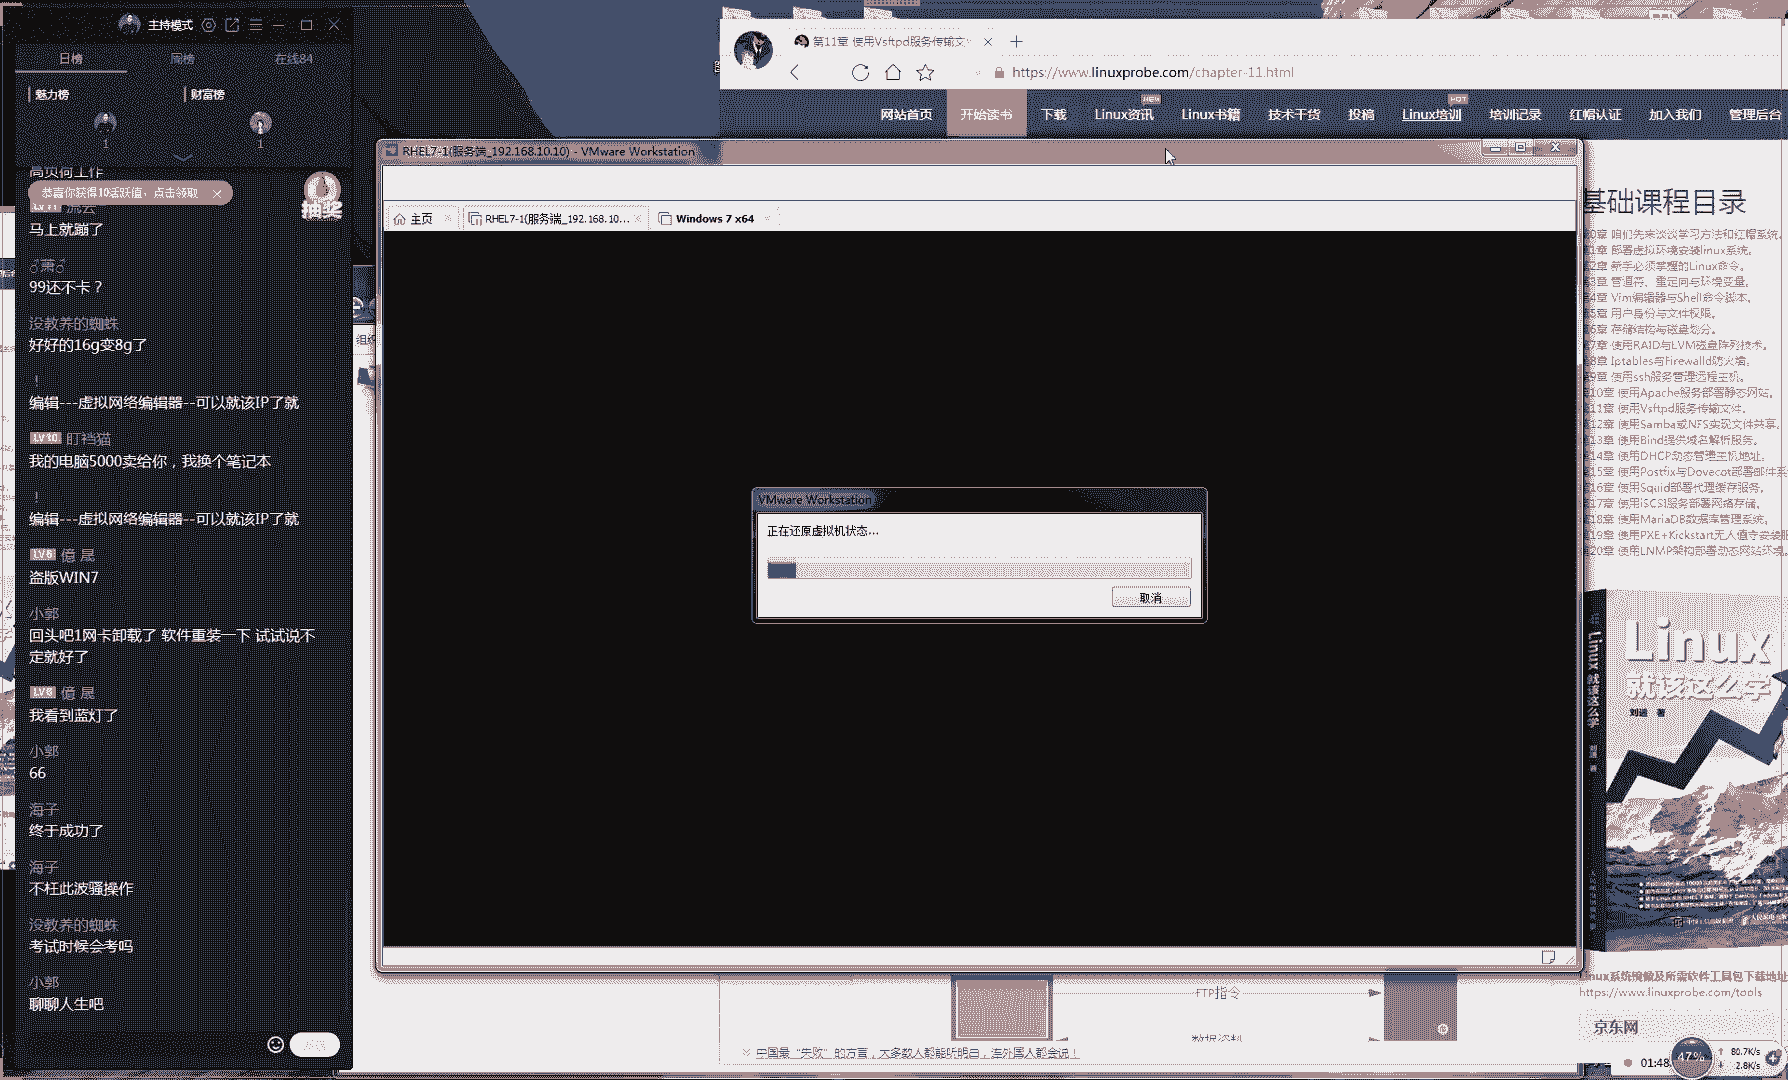 主持模式
日榜
周榜
在线84
魅力榜
财富榜
1
1
高负荷工作
恭喜你获得10活跃值，点击领取
抽奖
马上就蹦了
♂萧♂
99还不卡？
没教养的蜘蛛
好好的16g变8g了
！
编辑---虚拟网络编辑器--可以就该IP了就
LV10 盯裆猫
我的电脑5000卖给你，我换个笔记本
！
编辑---虚拟网络编辑器--可以就该IP了就
LV6 億 晟
盗版WIN7
小郭
回头吧1网卡卸载了 软件重装一下 试试说不
定就好了
LV6 億 晟
我看到蓝灯了
小郭
66
海子
终于成功了
海子
不枉此波骚操作
没教养的蜘蛛
考试时候会考吗
小郭
聊聊人生吧
第11章 使用Vsftpd服务传输文
https://www.linuxprobe.com/chapter-11.html
网站首页
开始读书
下载
Linux资讯
NEW
Linux书籍
技术干货
投稿
Linux培训
HOT
培训记录
红帽认证
加入我们
管理后台
RHEL7-1(服务端_192.168.10.10) - VMware Workstation
主页
RHEL7-1(服务端_192.168.10...
Windows 7 x64
VMware Workstation
正在还原虚拟机状态...
取消
基础课程目录
0章 咱们先来谈谈学习方法和红帽系统。
1章 部署虚拟环境安装linux系统。
2章 新手必须掌握的Linux命令。
3章 管道符、重定向与环境变量。
4章 Vim编辑器与Shell命令脚本。
5章 用户身份与文件权限。
6章 存储结构与磁盘划分。
7章 使用RAID与LVM磁盘阵列技术。
8章 Iptables与Firewalld防火墙。
9章 使用ssh服务管理远程主机。
10章 使用Apache服务部署静态网站。
11章 使用Vsftpd服务传输文件。
12章 使用Samba或NFS实现文件共享。
13章 使用Bind提供域名解析服务。
14章 使用DHCP动态管理主机地址。
15章 使用Postfix与Dovecot部署邮件系
16章 使用Squid部署代理缓存服务。
17章 使用iSCSI服务部署网络存储。
18章 使用MariaDB数据库管理系统。
19章 使用PXE+Kickstart无人值守安装服
20章 使用LNMP架构部署动态网站环境。
Linux
就该这么学
刘遄 著
Linux 就该这么学
Linux系统镜像及所需软件工具包下载地址
https://www.linuxprobe.com/tools
京东网
FTP指令
中国最“失败”的方言，大多数人都能听明白，连外国人都会说！
01:48
47%
80.7K/s
2.8K/s